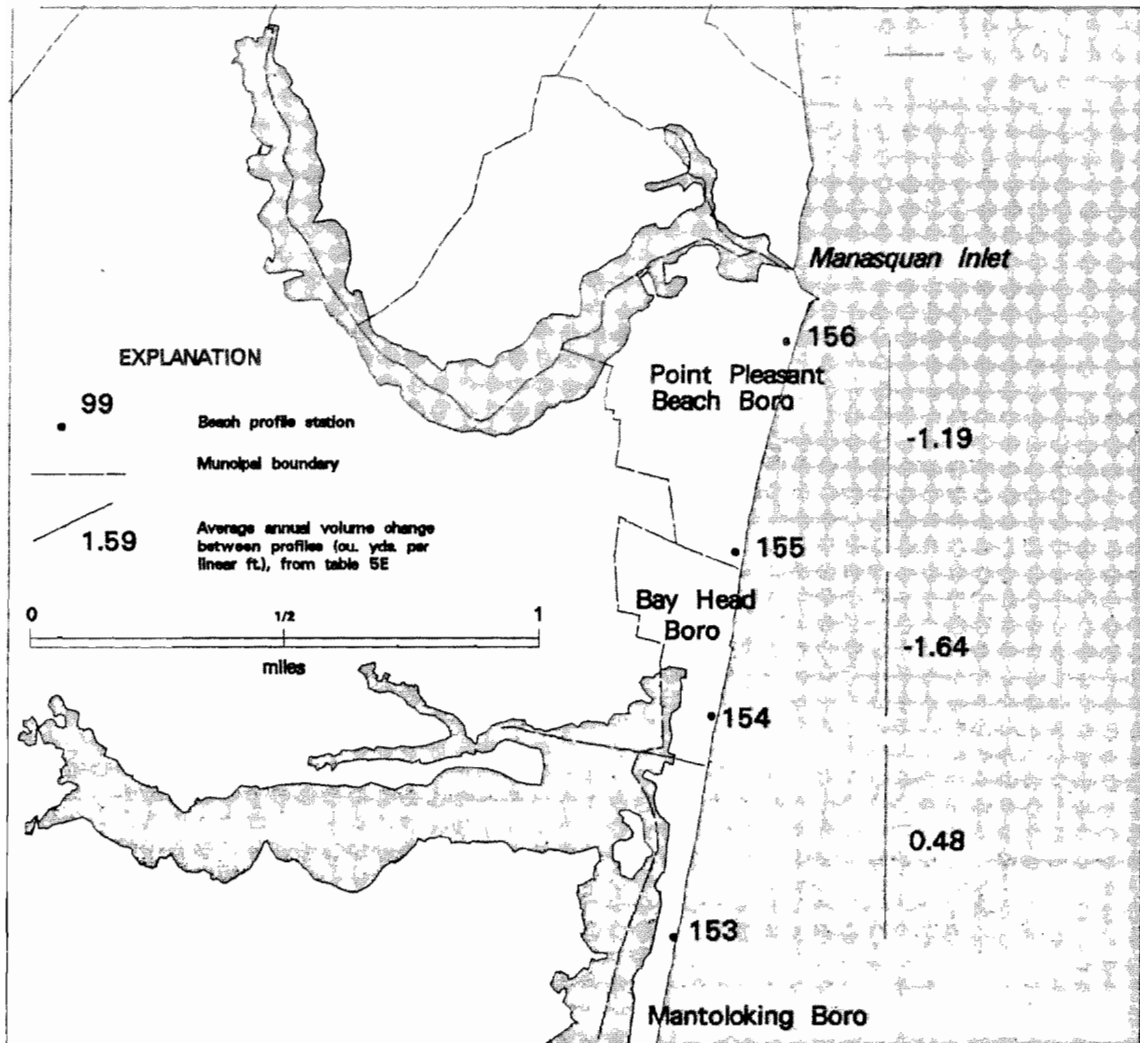 Manasquan Inlet
156
EXPLANATION
Point Pleasant
Beach Boro
99
Beach profile station
-1.19
Municipal boundary
1.59
Average annual volume change
between profiles (cu. yds. per
linear ft.), from table 5E
155
Bay Head
Boro
0 1/2 1
miles
-1.64
154
0.48
153
Mantoloking Boro